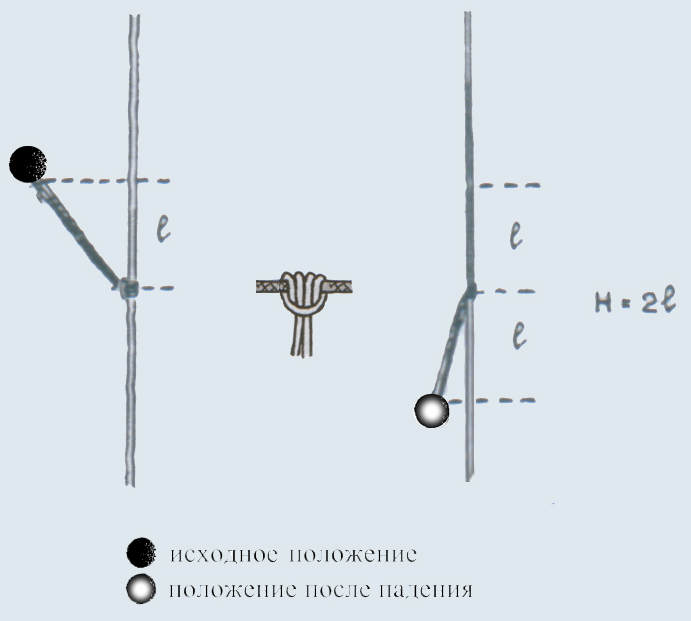 ℓ
ℓ
ℓ
H = 2ℓ
исходное положение
положение после падения